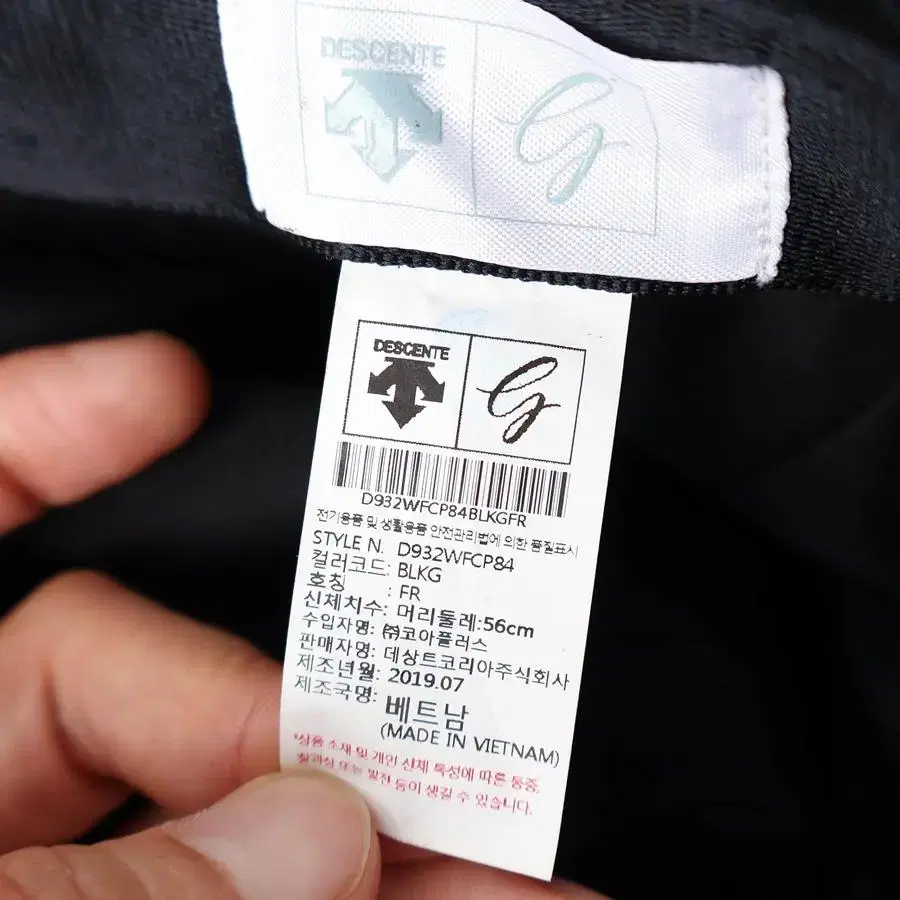 DESCENTE
G
DESCENTE
G
D932WFCP84BLKGFR
전기용품 및 생활용품 안전관리법에 의한 품질표시
STYLE N. D932WFCP84
컬러코드: BLKG
호칭 : FR
신체치수: 머리둘레:56cm
수입자명: ㈜코아플러스
판매자명: 데상트코리아주식회사
제조년월: 2019.07
제조국명: 베트남
(MADE IN VIETNAM)
*상품 소재 및 개인 신체 특성에 따른 통증,
찰과상 또는 발진 등이 생길 수 있습니다.